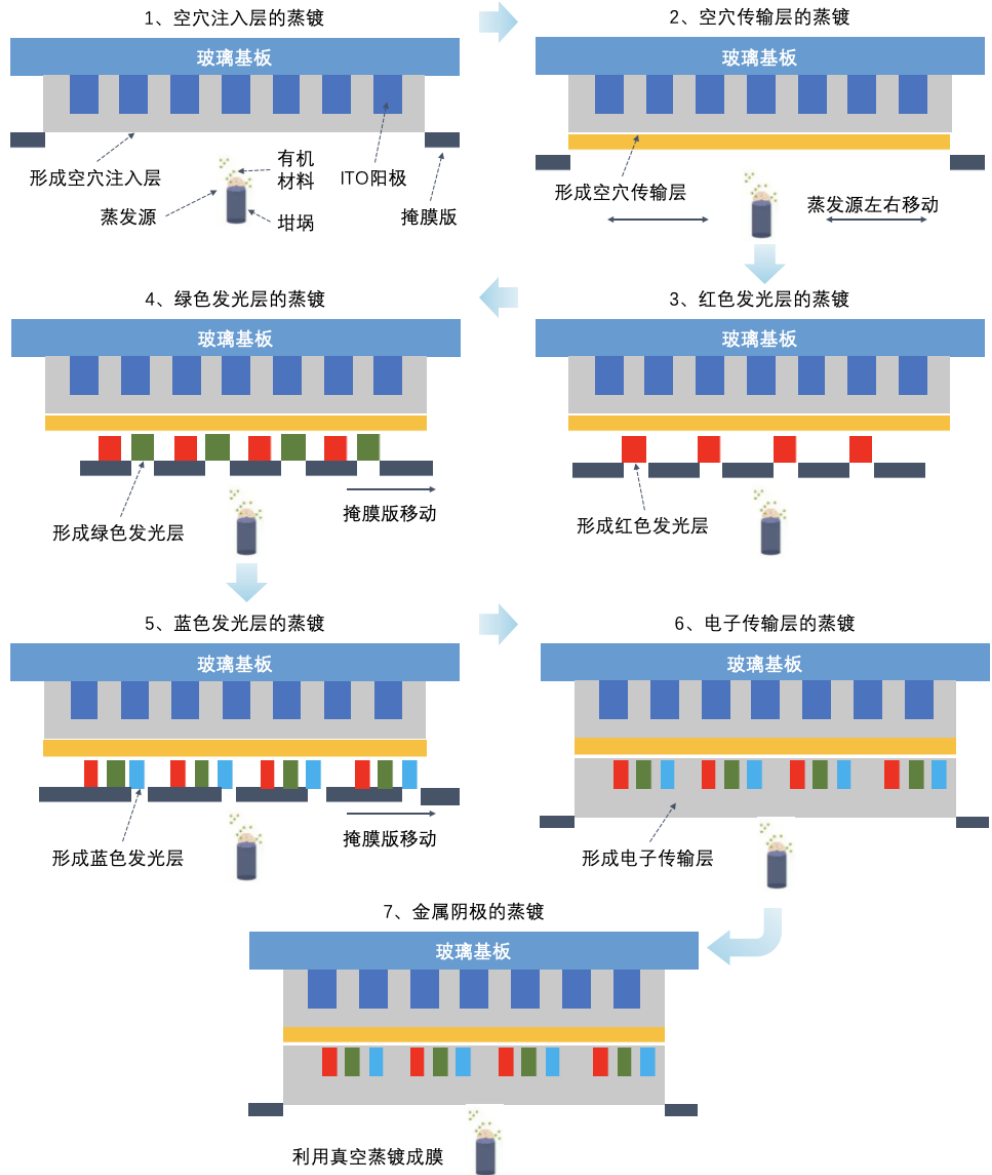 1、空穴注入层的蒸镀
玻璃基板
形成空穴注入层
有机
材料
ITO阳极
蒸发源
坩埚
掩膜版
2、空穴传输层的蒸镀
玻璃基板
形成空穴传输层
蒸发源左右移动
3、红色发光层的蒸镀
玻璃基板
形成红色发光层
4、绿色发光层的蒸镀
玻璃基板
形成绿色发光层
掩膜版移动
5、蓝色发光层的蒸镀
玻璃基板
形成蓝色发光层
掩膜版移动
6、电子传输层的蒸镀
玻璃基板
形成电子传输层
7、金属阴极的蒸镀
玻璃基板
利用真空蒸镀成膜